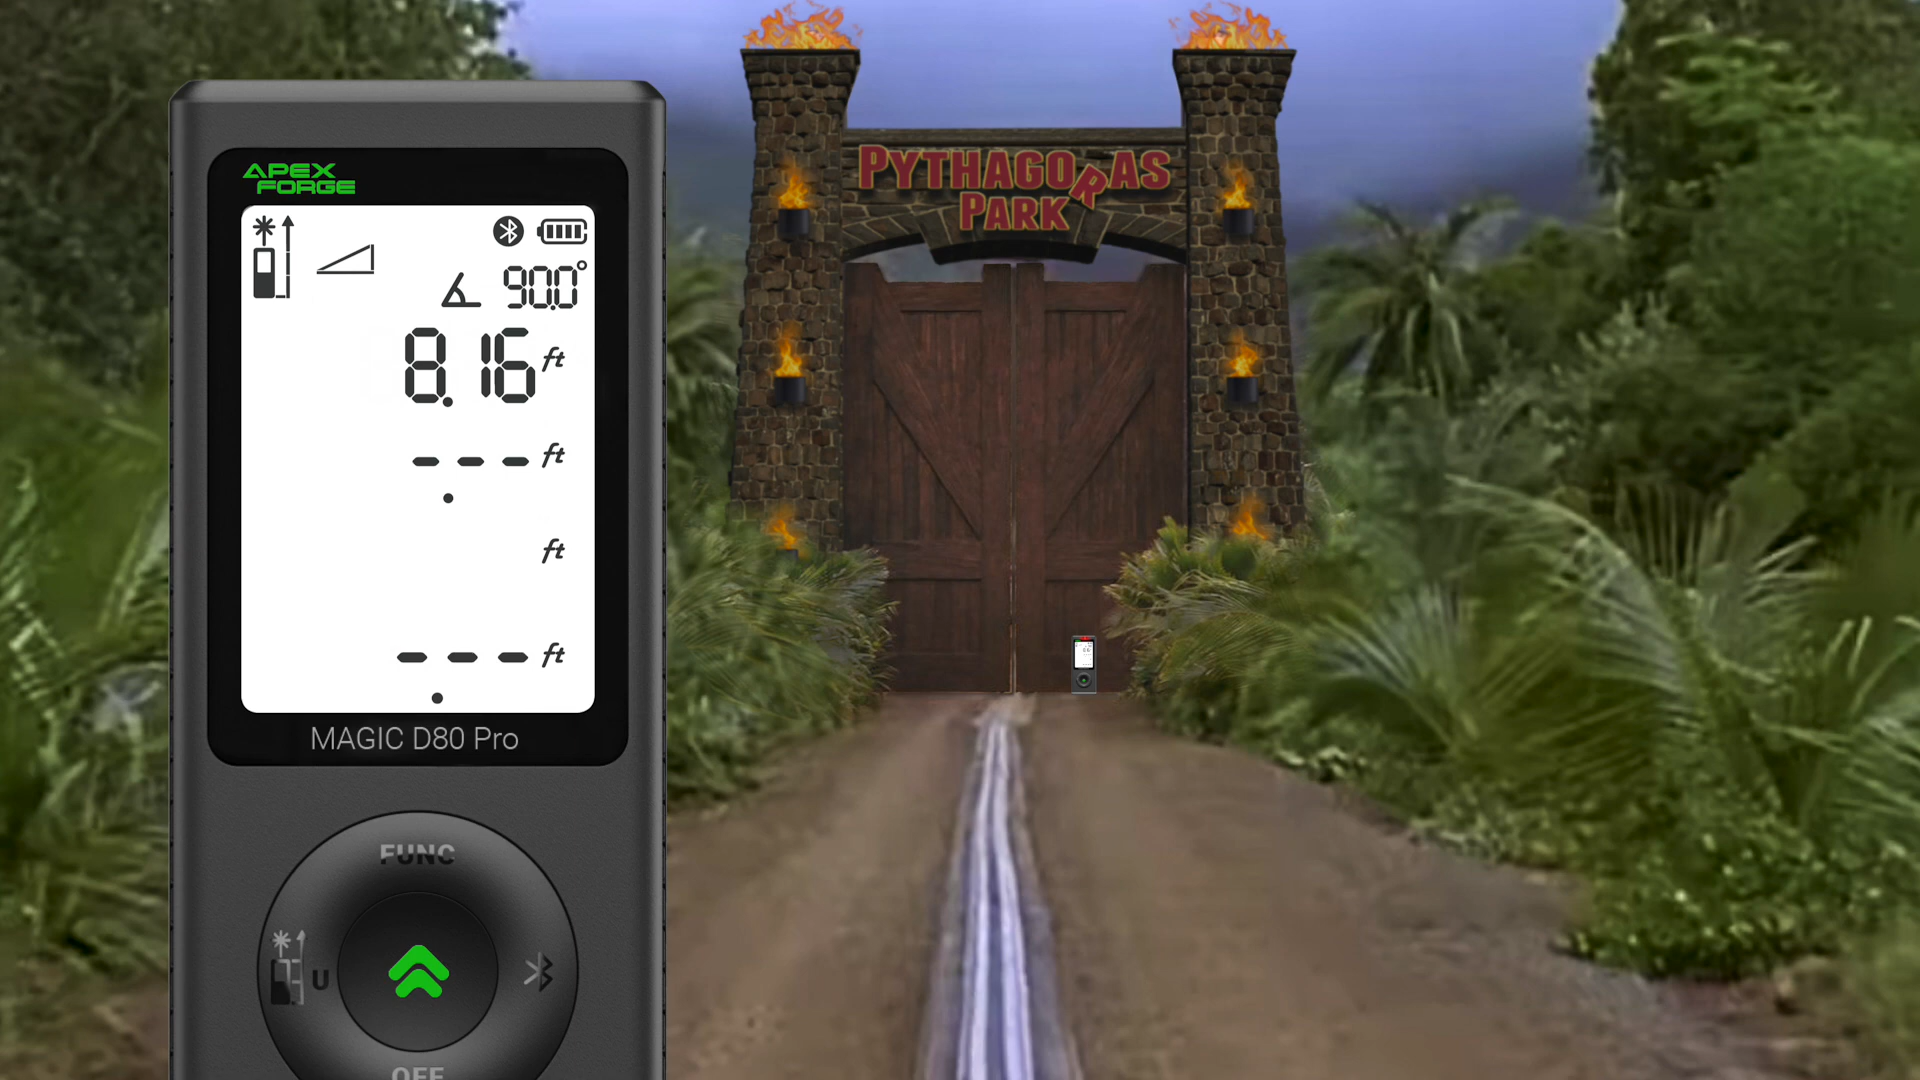 APEX
FORGE
90.0°
8.16 ft
- - -. ft
ft
- - -. ft
MAGIC D80 Pro
FUNC
U
OFF
PYTHAGORAS
PARK